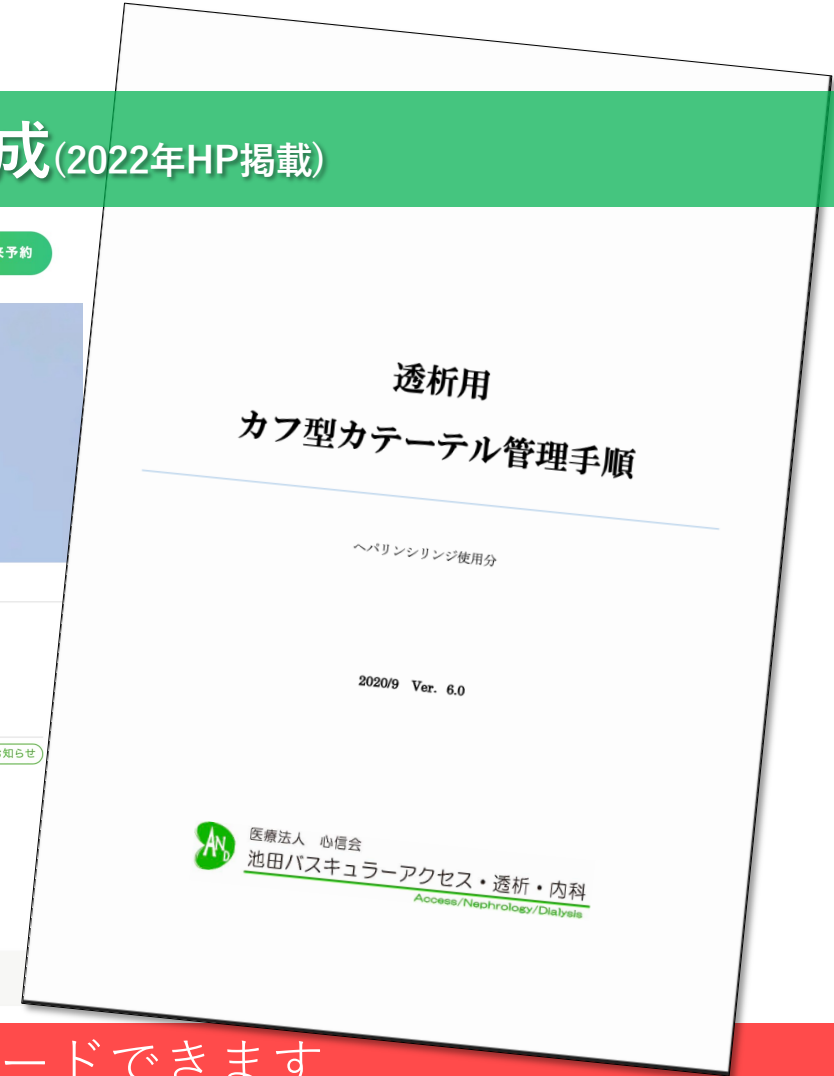 成(2022年HP掲載)
予約
透析用
カフ型カテーテル管理手順
ヘパリンシリンジ使用分
2020/9 Ver. 6.0
お知らせ
AND
医療法人 心信会
池田バスキュラーアクセス・透析・内科
Access/Nephrology/Dialysis
ードできます